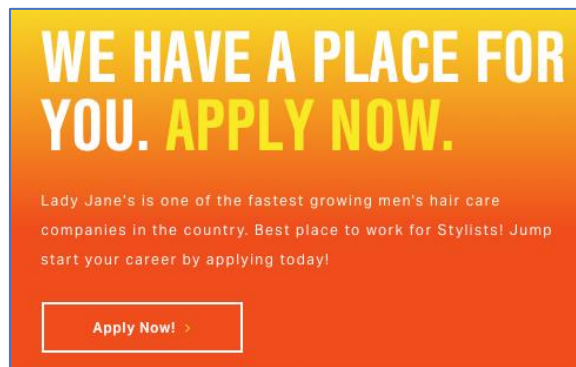 WE HAVE A PLACE FOR
YOU. APPLY NOW.
Lady Jane's is one of the fastest growing men's hair care
companies in the country. Best place to work for Stylists! Jump
start your career by applying today!
Apply Now! >